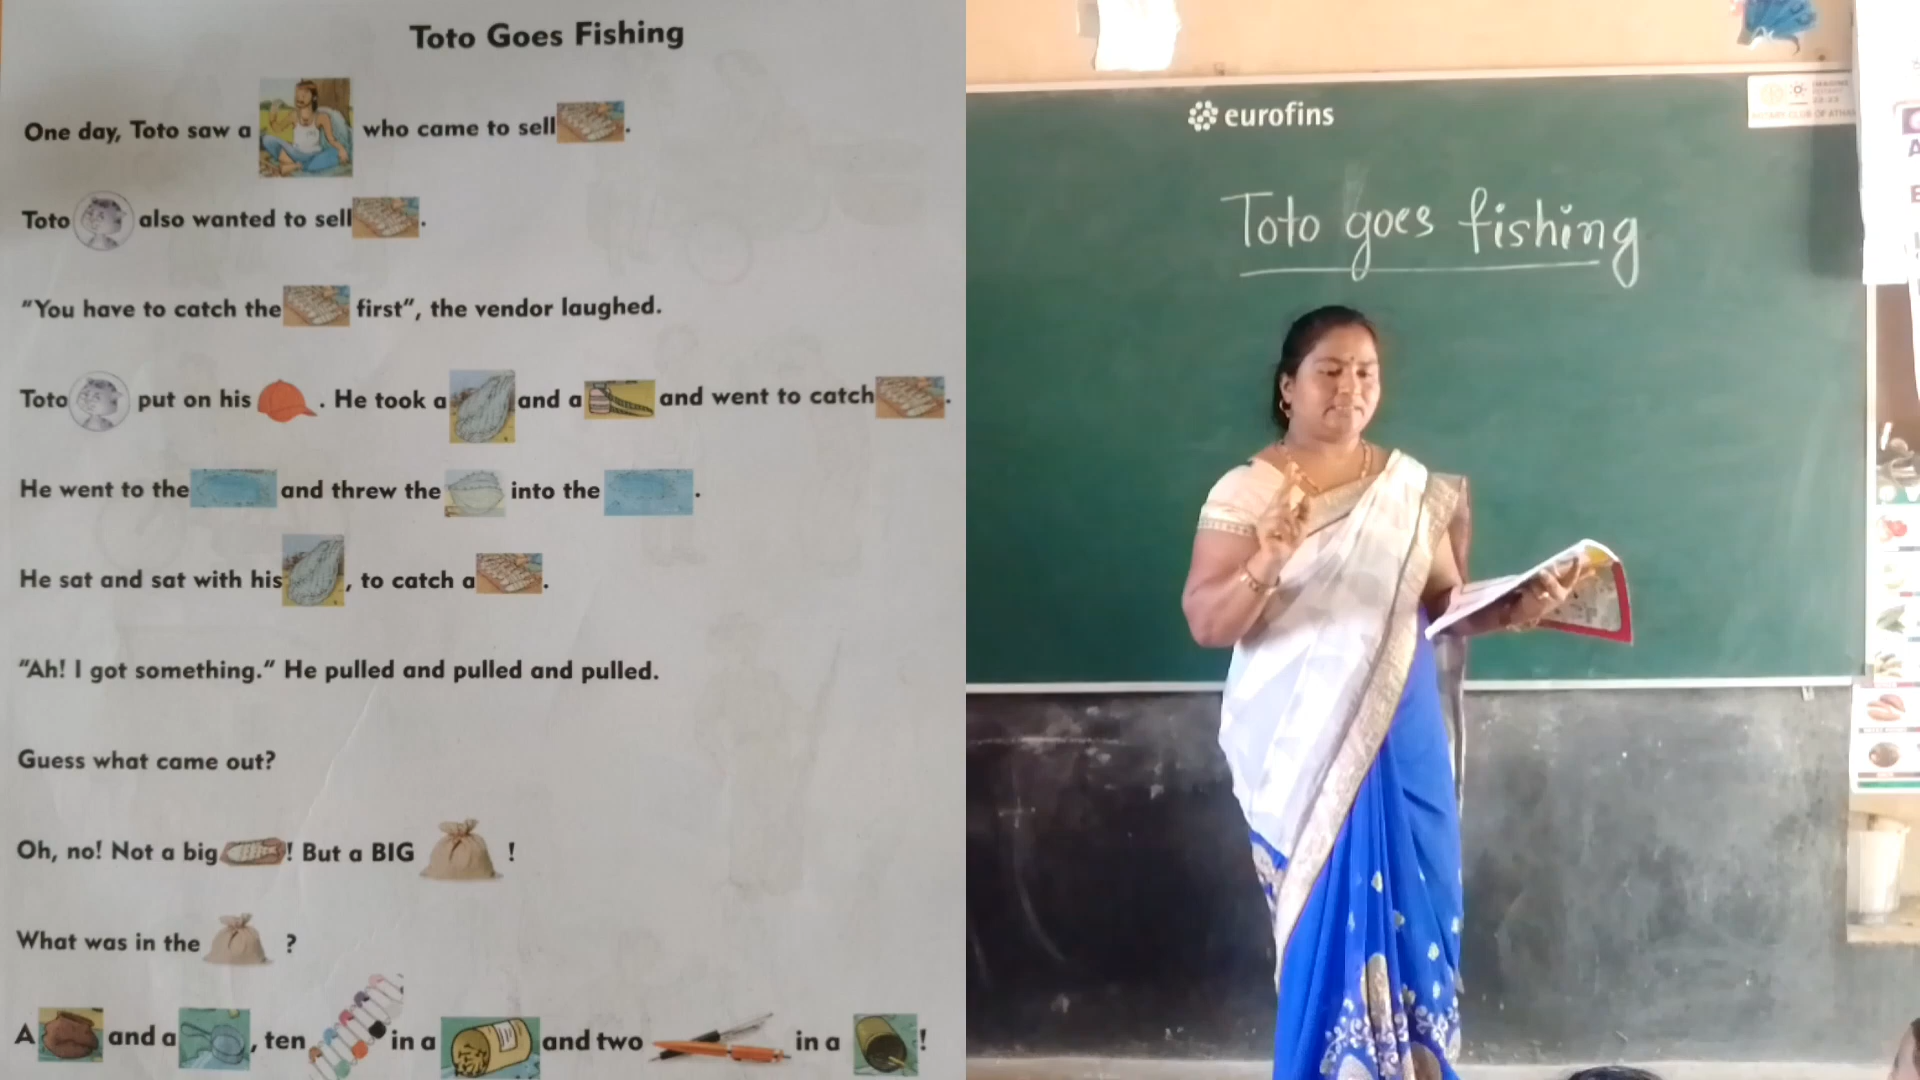 Toto Goes Fishing
One day, Toto saw a who came to sell .
Toto also wanted to sell .
“You have to catch the first”, the vendor laughed.
Toto put on his . He took a and a and went to catch .
He went to the and threw the into the .
He sat and sat with his , to catch a .
“Ah! I got something.” He pulled and pulled and pulled.
Guess what came out?
Oh, no! Not a big ! But a BIG !
What was in the ?
A and a , ten in a and two in a !
eurofins
Toto goes fishing